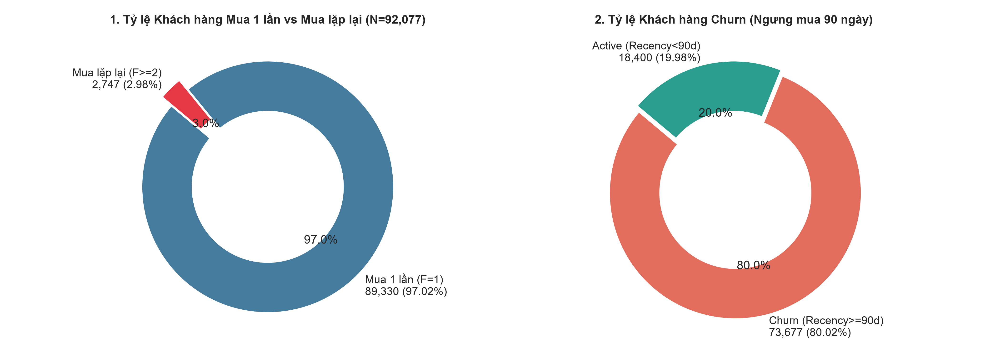 1. Tỷ lệ Khách hàng Mua 1 lần vs Mua lặp lại (N=92,077)
Mua lặp lại (F>=2)
2,747 (2.98%)
3.0%
97.0%
Mua 1 lần (F=1)
89,330 (97.02%)
2. Tỷ lệ Khách hàng Churn (Ngưng mua 90 ngày)
Active (Recency<90d)
18,400 (19.98%)
20.0%
80.0%
Churn (Recency>=90d)
73,677 (80.02%)